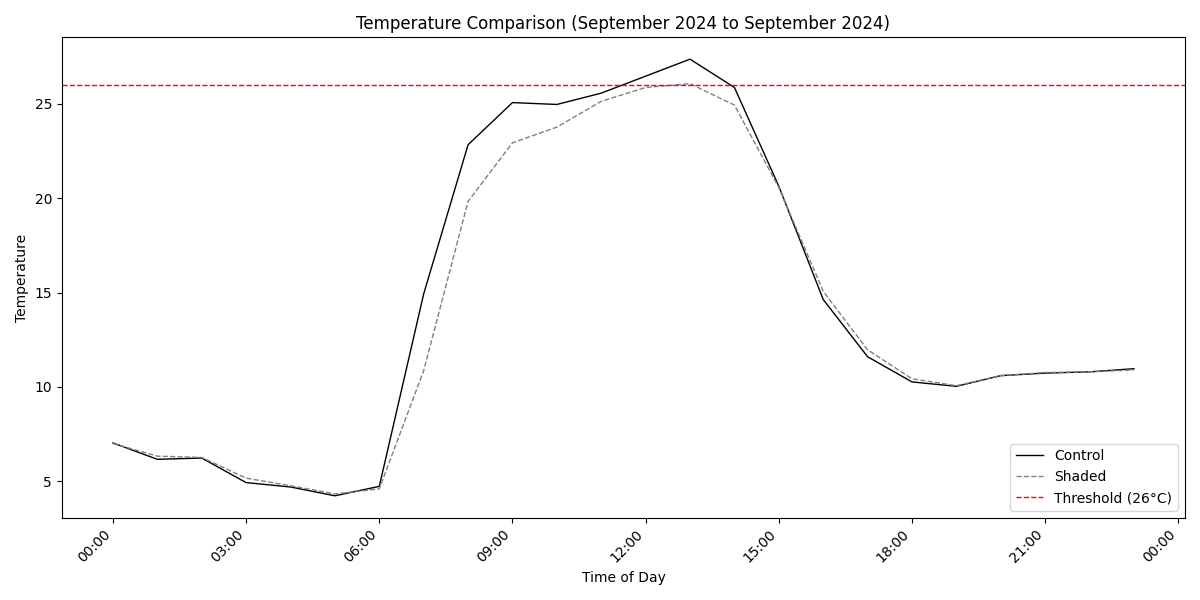 Temperature Comparison (September 2024 to September 2024)
Temperature
25
20
15
10
5
Control
Shaded
Threshold (26°C)
00:00
03:00
06:00
09:00
12:00
15:00
18:00
21:00
00:00
Time of Day